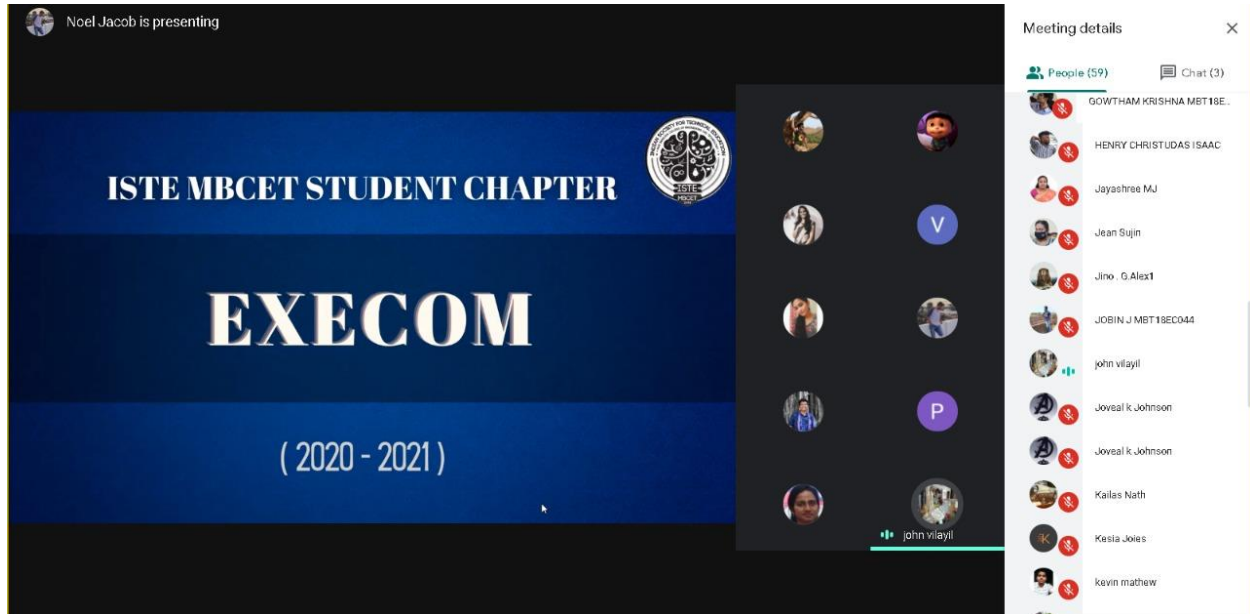 Noel Jacob is presenting
ISTE MBCET STUDENT CHAPTER
ISTE
MBCET
EXECOM
( 2020 - 2021 )
V
P
john vilayil
Meeting details
People (59)
Chat (3)
GOWTHAM KRISHNA MBT18E..
HENRY CHRISTUDAS ISAAC
Jayashree MJ
Jean Sujin
Jino . G.Alex1
JOBIN J MBT18EC044
john vilayil
Joveal k Johnson
Joveal k Johnson
Kailas Nath
K
Kesia Joies
kevin mathew